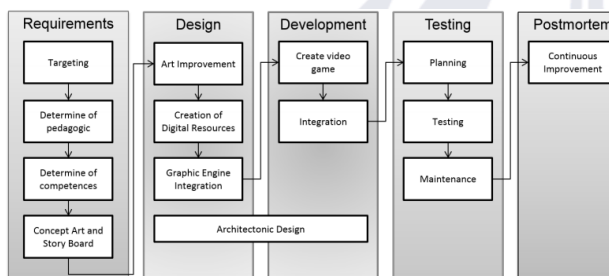 Requirements
Targeting
Determine of
pedagogic
Determine of
competences
Concept Art and
Story Board
Design
Art Improvement
Creation of
Digital Resources
Graphic Engine
Integration
Architectonic Design
Development
Create video
game
Integration
Testing
Planning
Testing
Maintenance
Postmortem
Continuous
Improvement